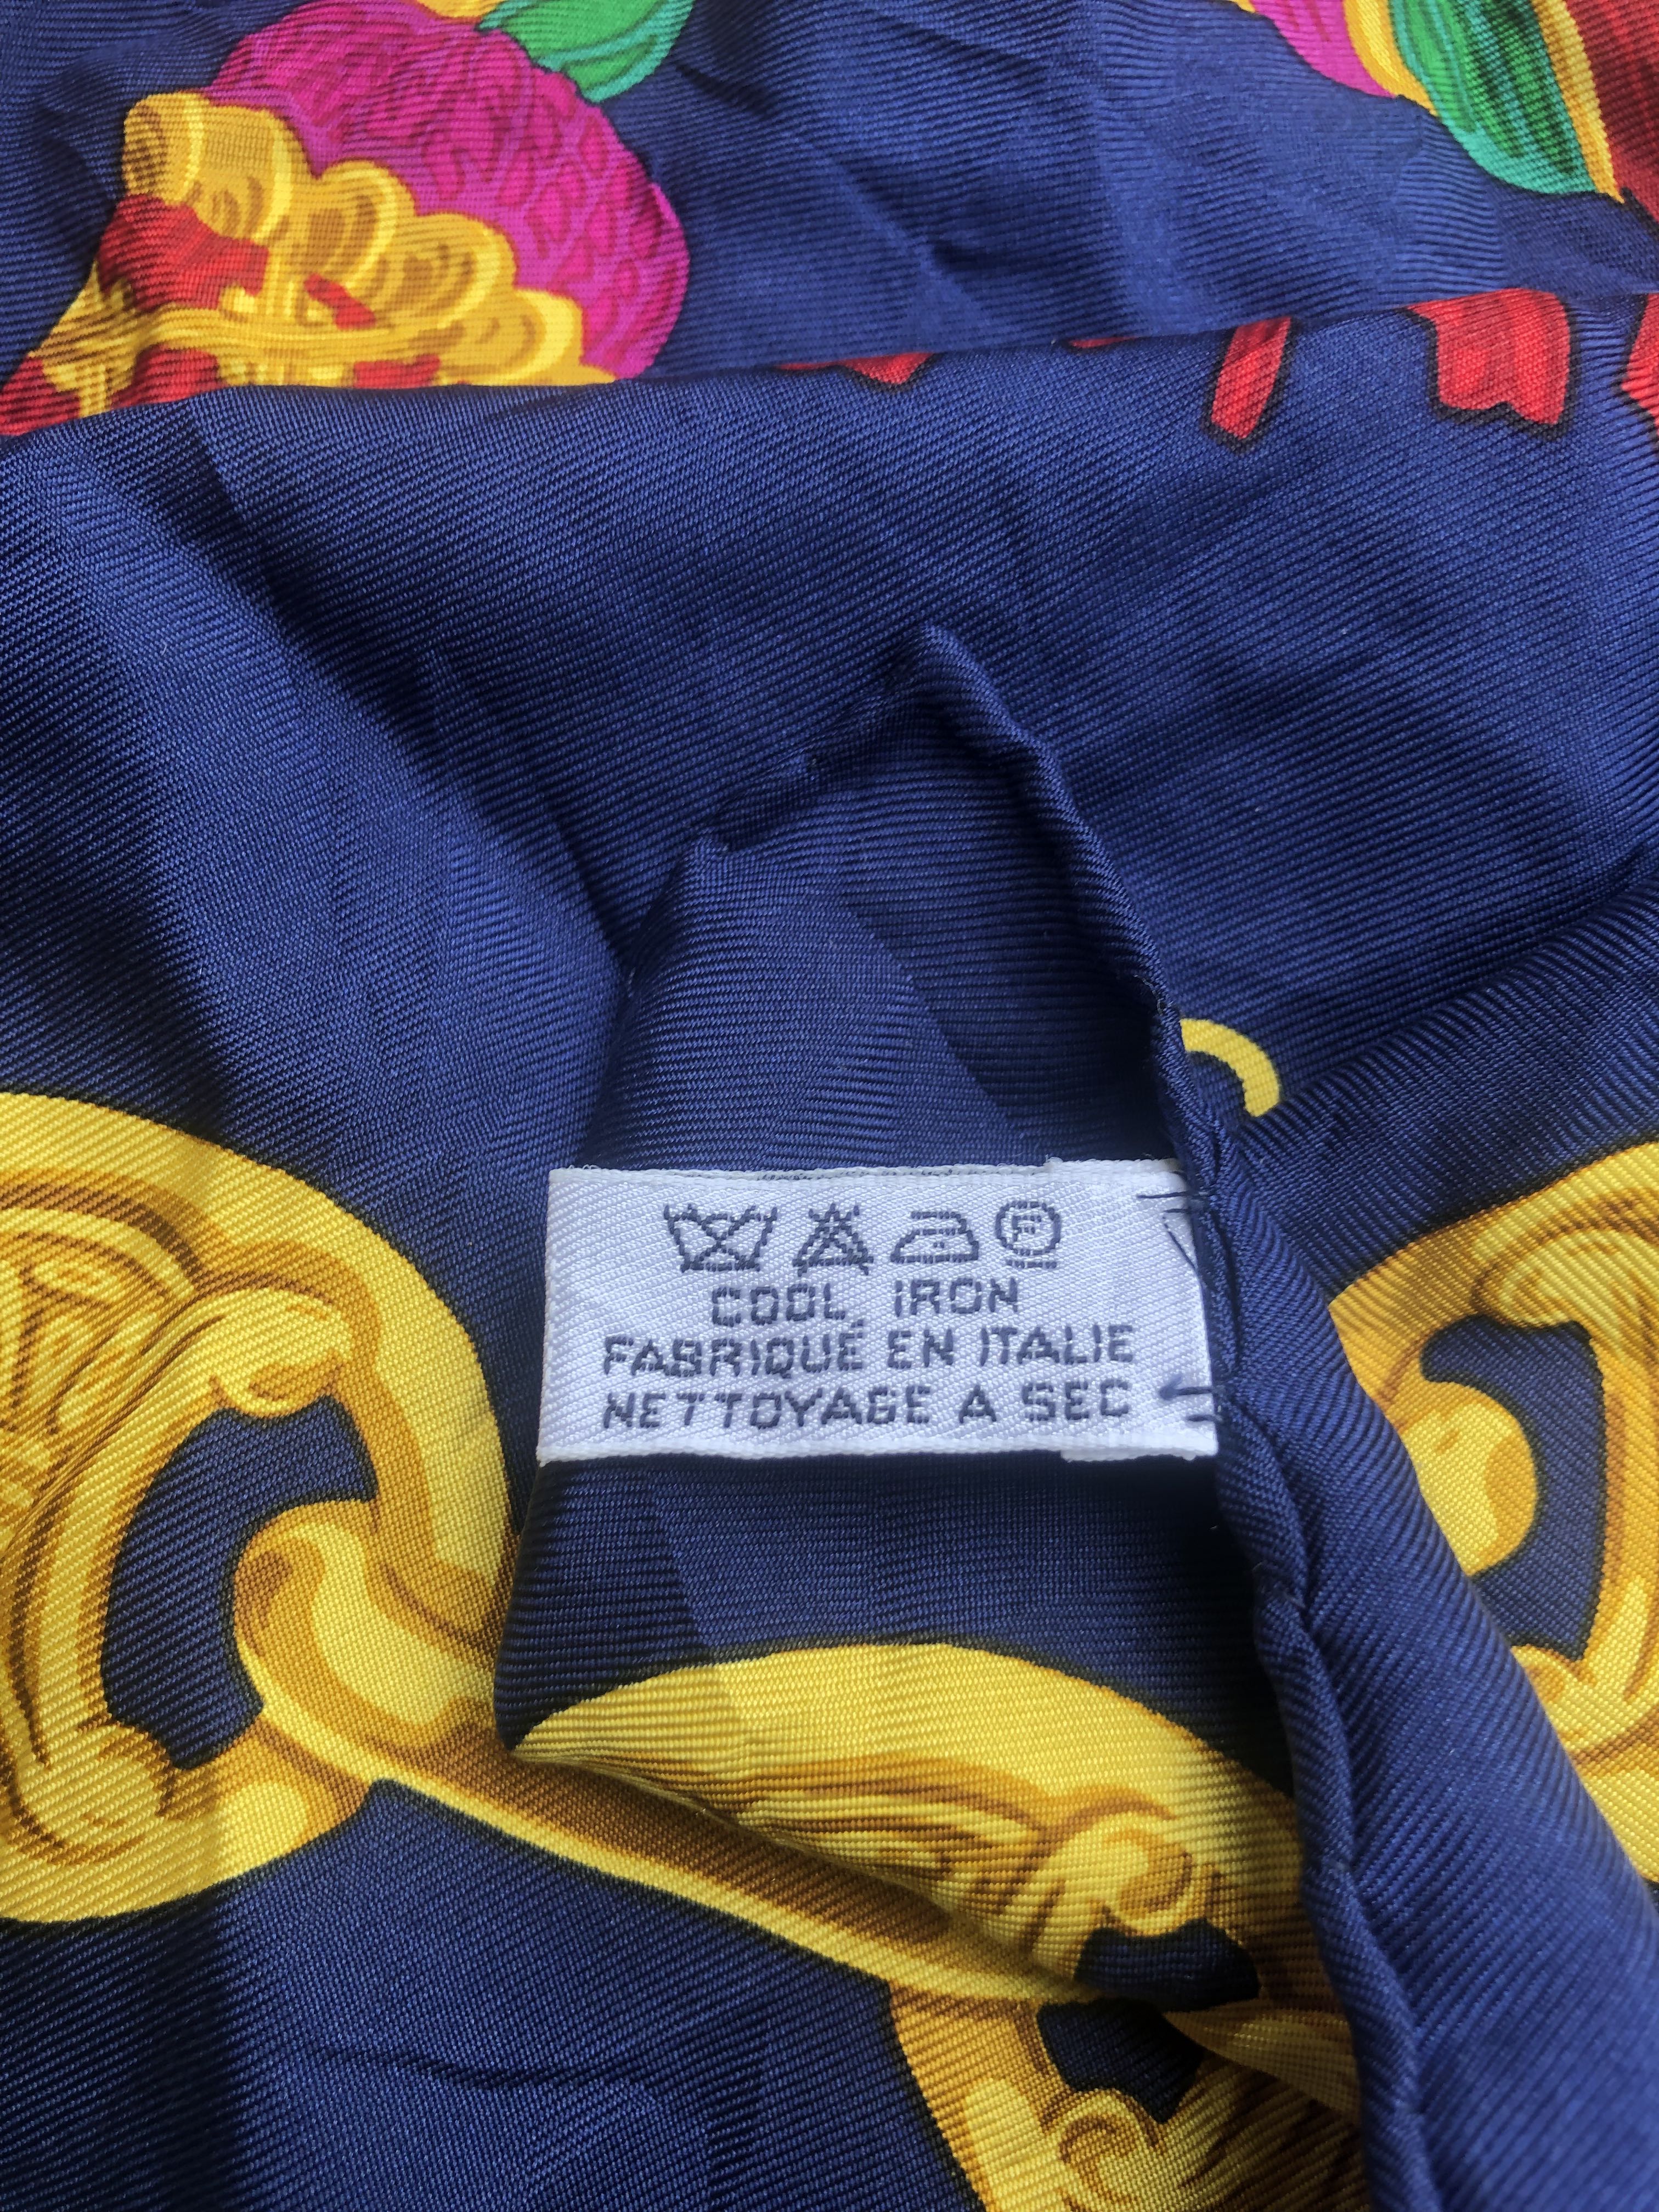 P
COOL IRON
FABRIQUÉ EN ITALIE
NETTOYAGE A SEC